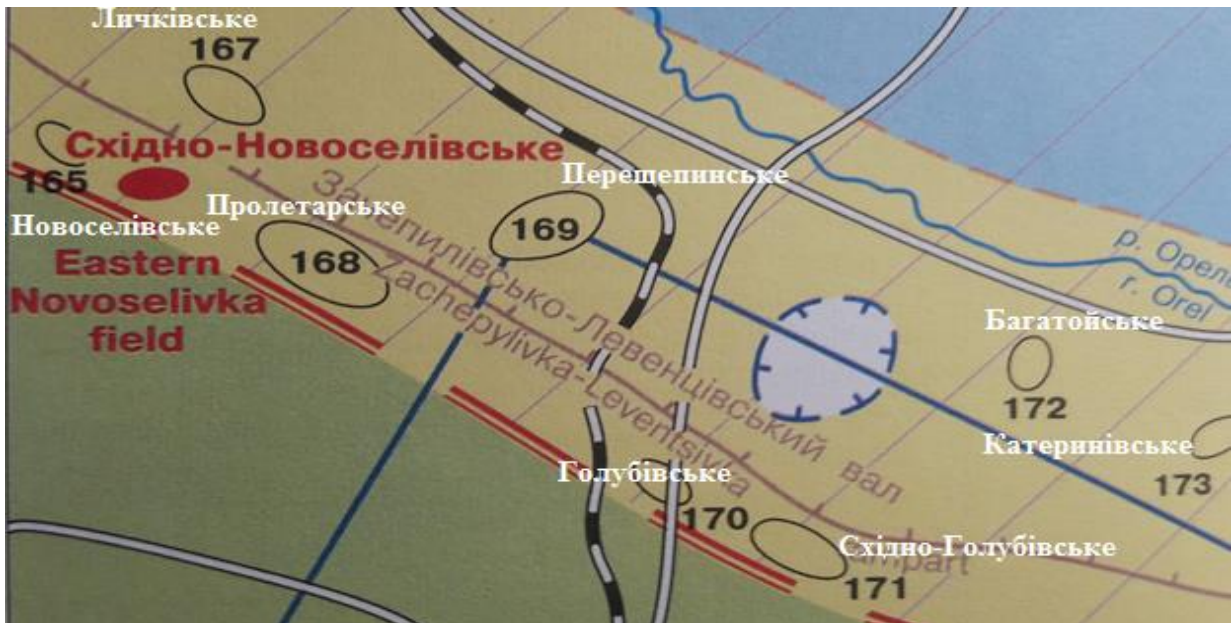 Личківське
167
Східно-Новоселівське
165
Новоселівське
Пролетарське
168
Eastern
Novoselivka
field
Перещепинське
169
Зачепилівсько-Левенцівський вал
Zachepylivka-Leventsivka
rampart
р. Орель
r. Orel
Багатойське
172
Катеринівське
173
Голубівське
170
Східно-Голубівське
171